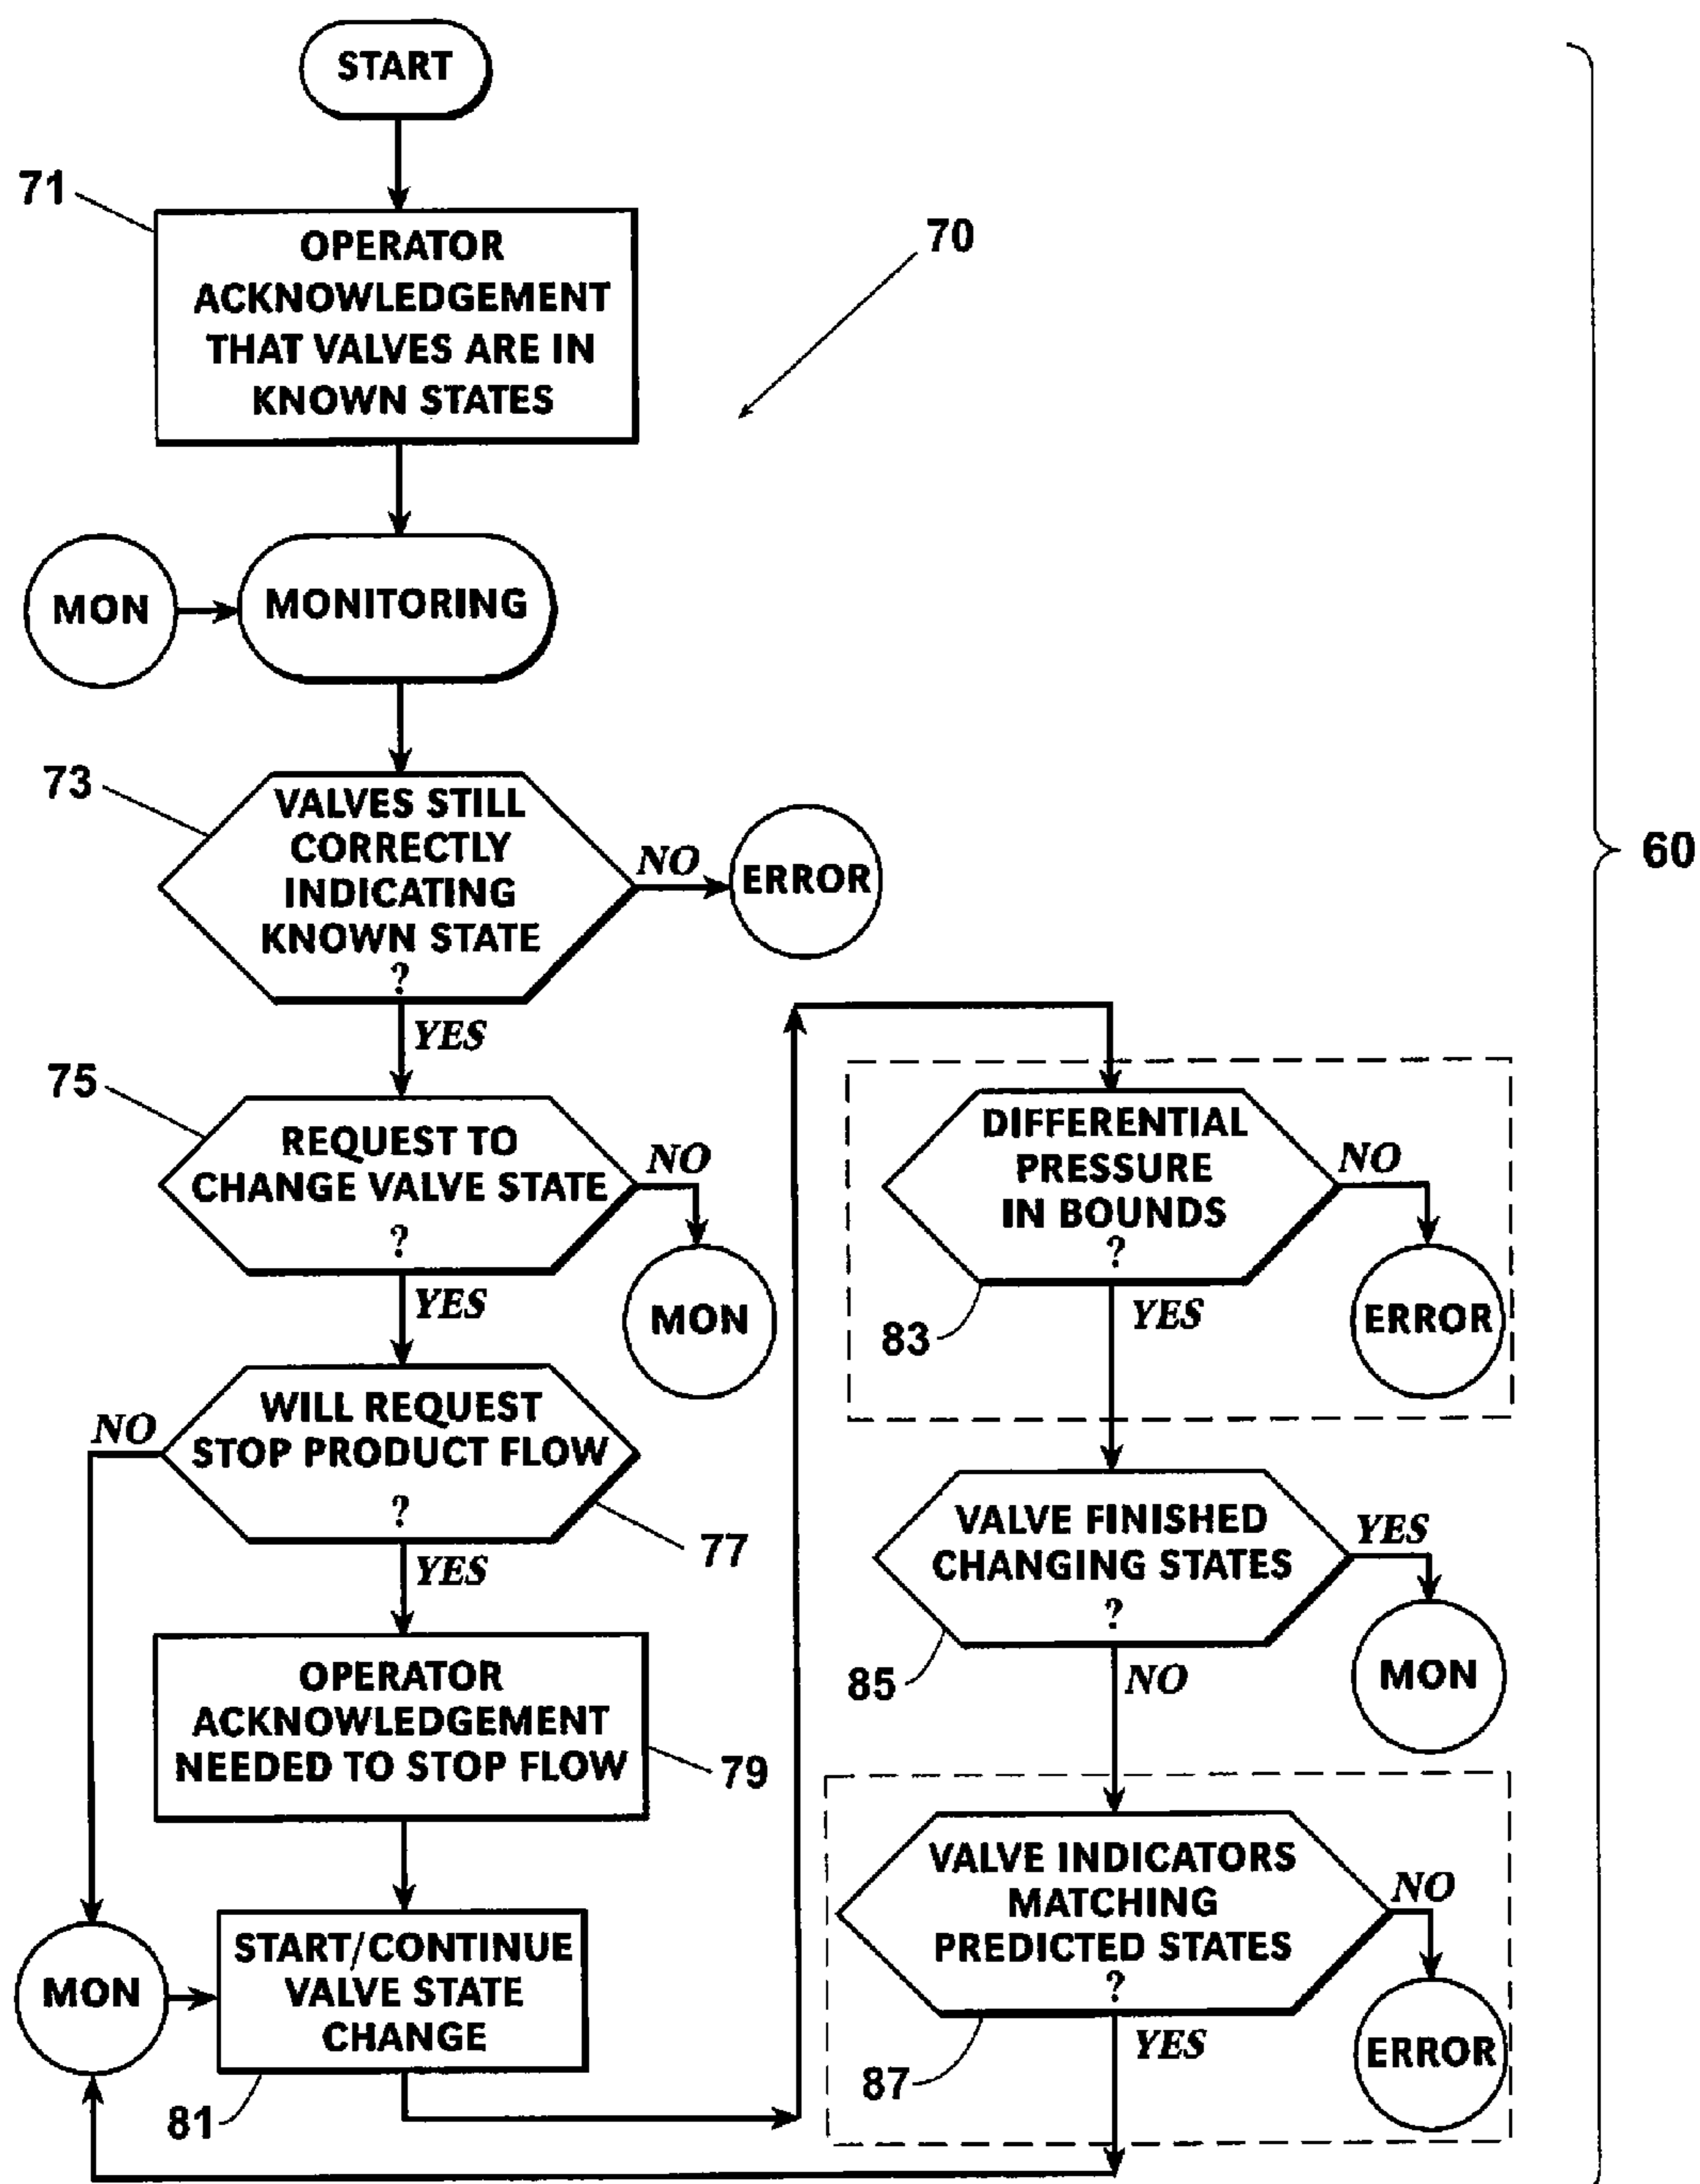 START
71
OPERATOR
ACKNOWLEDGEMENT
THAT VALVES ARE IN
KNOWN STATES
70
MON
MONITORING
73
VALVES STILL
CORRECTLY
INDICATING
KNOWN STATE
?
NO
ERROR
60
YES
75
REQUEST TO
CHANGE VALVE STATE
?
NO
MON
YES
WILL REQUEST
STOP PRODUCT FLOW
?
NO
77
YES
OPERATOR
ACKNOWLEDGEMENT
NEEDED TO STOP FLOW
79
MON
START/CONTINUE
VALVE STATE
CHANGE
81
DIFFERENTIAL
PRESSURE
IN BOUNDS
?
NO
ERROR
83
YES
VALVE FINISHED
CHANGING STATES
?
YES
MON
85
NO
VALVE INDICATORS
MATCHING
PREDICTED STATES
?
NO
ERROR
87
YES